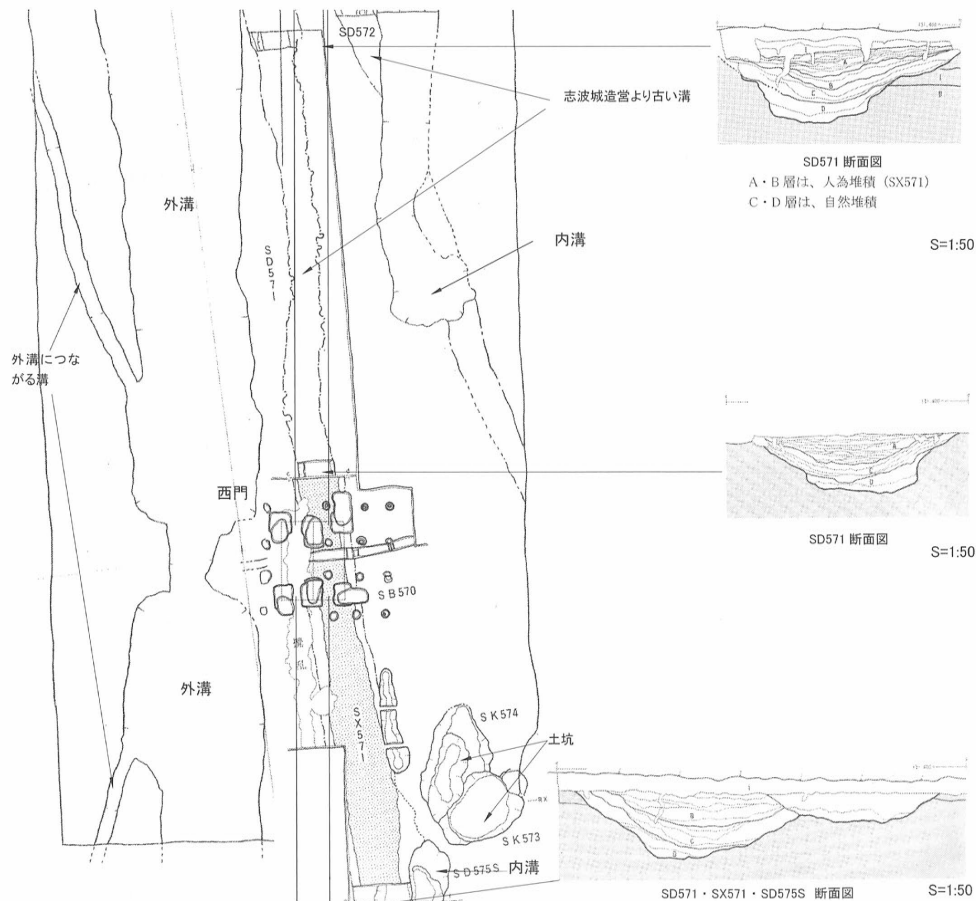 SD572
志波城造営より古い溝
外溝
SD571
内溝
外溝につな
がる溝
西門
SB570
外溝
SX571
SK574
土坑
SK573
SD575S
内溝
A
B
C
D
I
B
SD571 断面図
A・B 層は、人為堆積 (SX571)
C・D 層は、自然堆積
S=1:50
A
C
D
SD571 断面図
S=1:50
I
B
C
D
SD571・SX571・SD575S 断面図
S=1:50